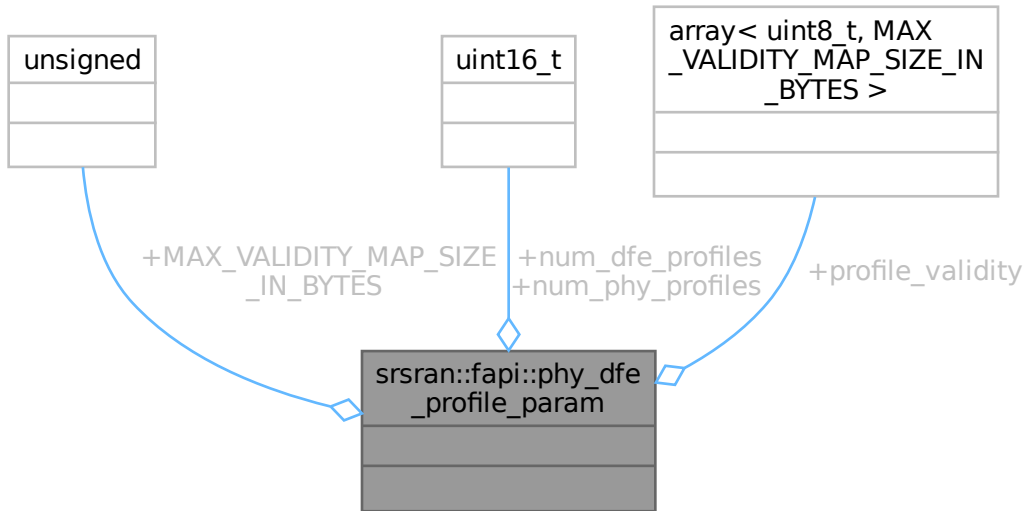 unsigned
uint16_t
array< uint8_t, MAX
_VALIDITY_MAP_SIZE_IN
_BYTES >
+MAX_VALIDITY_MAP_SIZE
_IN_BYTES
+num_dfe_profiles
+num_phy_profiles
+profile_validity
srsran::fapi::phy_dfe
_profile_param